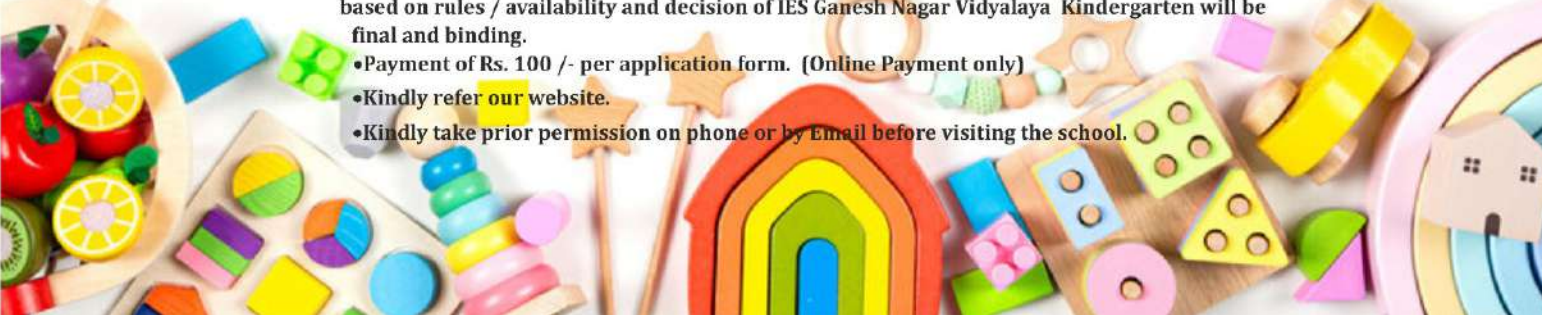 based on rules / availability and decision of IES Ganesh Nagar Vidyalaya Kindergarten will be
final and binding.
•Payment of Rs. 100 /- per application form. (Online Payment only)
•Kindly refer our website.
•Kindly take prior permission on phone or by Email before visiting the school.